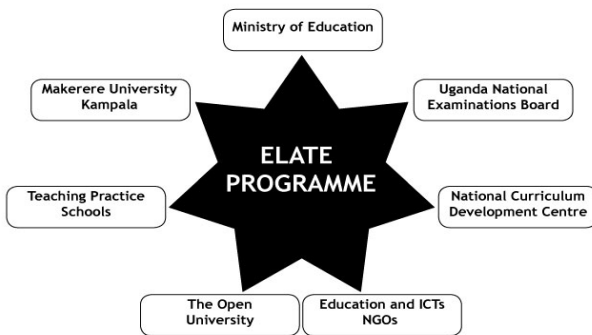 Ministry of Education
Makerere University
Kampala
Uganda National
Examinations Board
ELATE
PROGRAMME
Teaching Practice
Schools
National Curriculum
Development Centre
The Open
University
Education and ICTs
NGOs